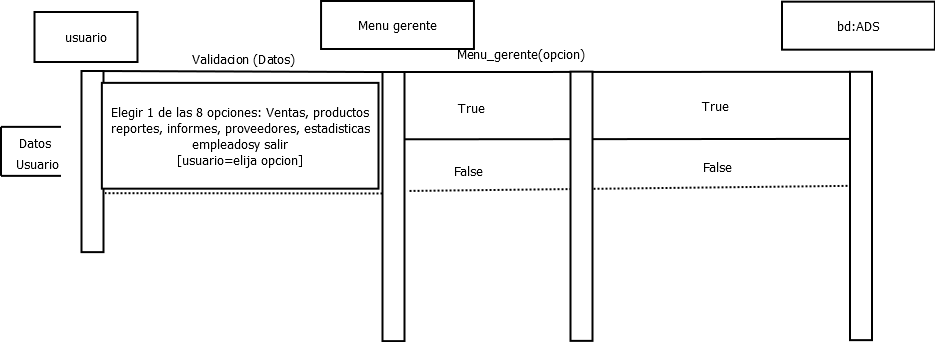 usuario
Menu gerente
bd:ADS
Validacion (Datos)
Menu_gerente(opcion)
Elegir 1 de las 8 opciones: Ventas, productos
reportes, informes, proveedores, estadisticas
empleadosy salir
[usuario=elija opcion]
True
True
Datos
Usuario
False
False